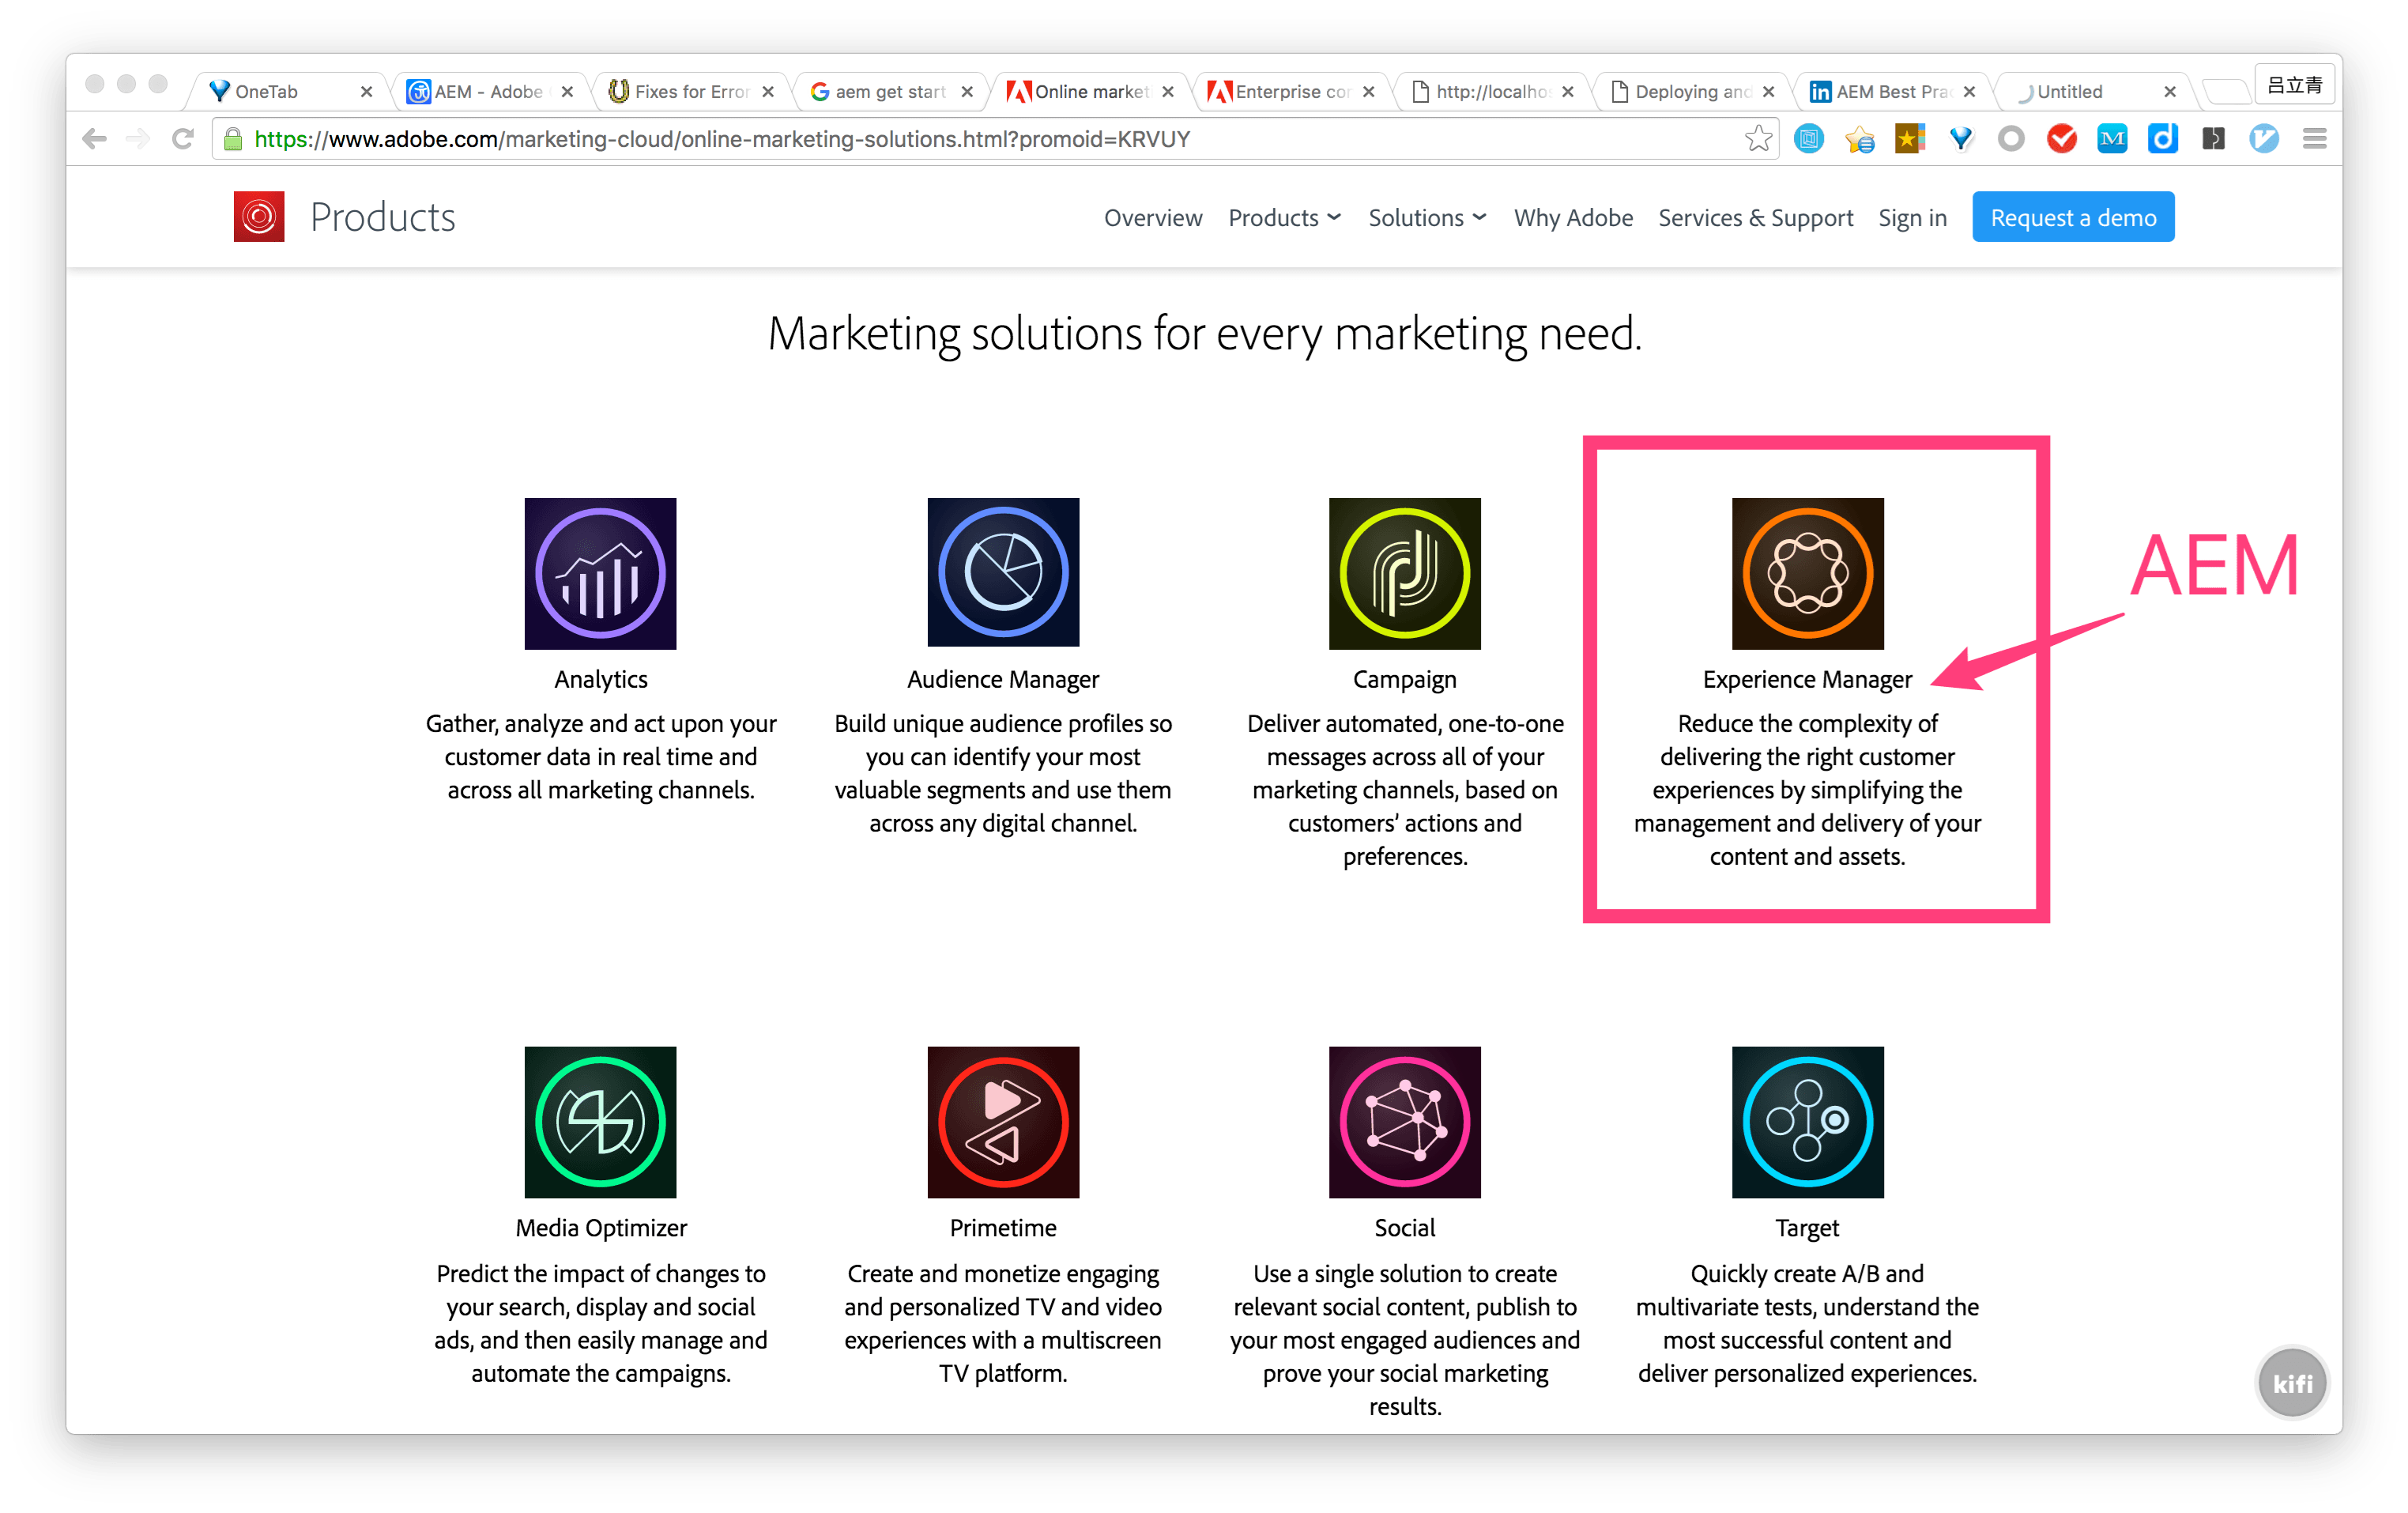 OneTab
AEM - Adobe
Fixes for Error
aem get start
Online market
Enterprise con
http://localhos
Deploying and
AEM Best Prac
Untitled
吕立青
https://www.adobe.com/marketing-cloud/online-marketing-solutions.html?promoid=KRVUY
Products
Overview
Products
Solutions
Why Adobe
Services & Support
Sign in
Request a demo
Marketing solutions for every marketing need.
Analytics
Gather, analyze and act upon your
customer data in real time and
across all marketing channels.
Audience Manager
Build unique audience profiles so
you can identify your most
valuable segments and use them
across any digital channel.
Campaign
Deliver automated, one-to-one
messages across all of your
marketing channels, based on
customers’ actions and
preferences.
Experience Manager
Reduce the complexity of
delivering the right customer
experiences by simplifying the
management and delivery of your
content and assets.
AEM
Media Optimizer
Predict the impact of changes to
your search, display and social
ads, and then easily manage and
automate the campaigns.
Primetime
Create and monetize engaging
and personalized TV and video
experiences with a multiscreen
TV platform.
Social
Use a single solution to create
relevant social content, publish to
your most engaged audiences and
prove your social marketing
results.
Target
Quickly create A/B and
multivariate tests, understand the
most successful content and
deliver personalized experiences.
kifi